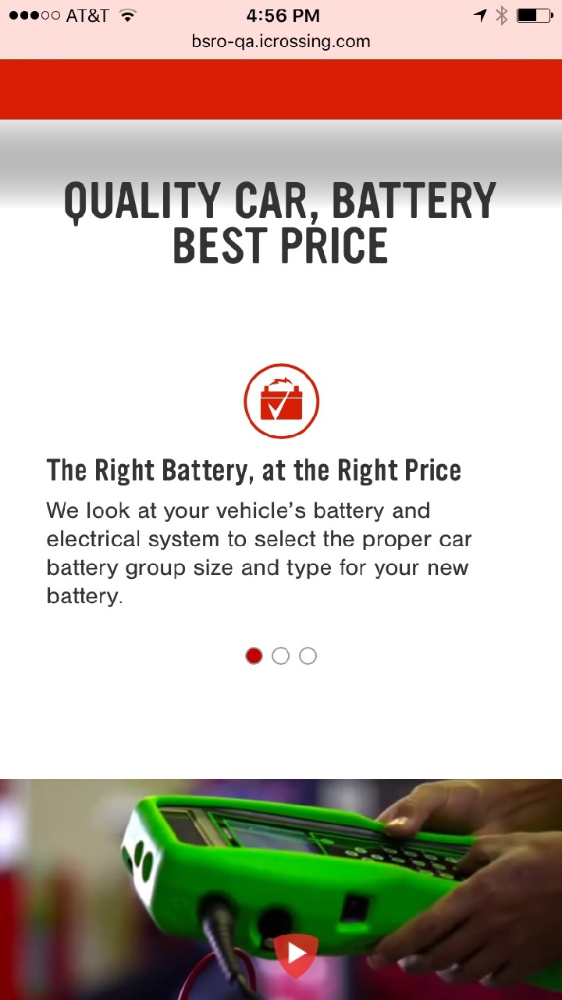 AT&T 4:56 PM
bsro-qa.icrossing.com
QUALITY CAR, BATTERY
BEST PRICE
The Right Battery, at the Right Price
We look at your vehicle’s battery and
electrical system to select the proper car
battery group size and type for your new
battery.